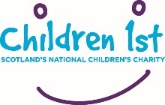 Children 1st
SCOTLAND'S NATIONAL CHILDREN'S CHARITY